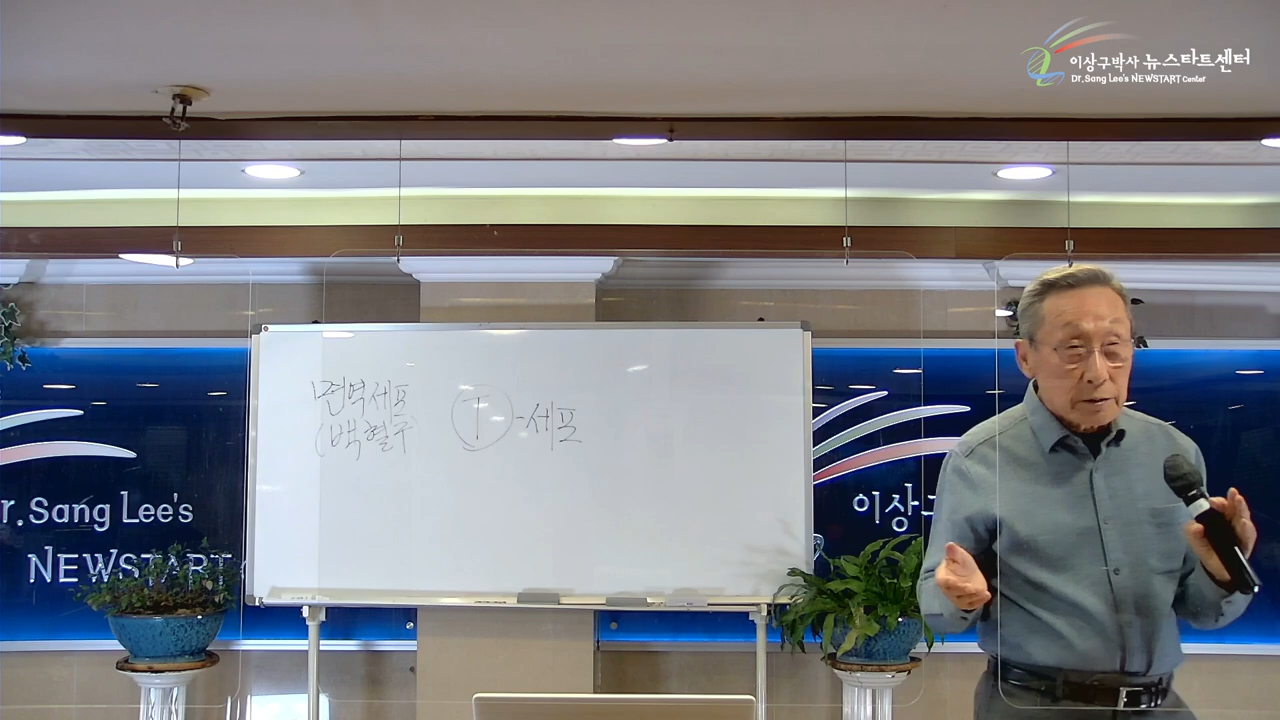 이상구박사 뉴스타트센터
Dr. Sang Lee's NEWSTART Center
면역세포
(백혈구
T-세포
r. Sang Lee's
NEWSTART
이상구